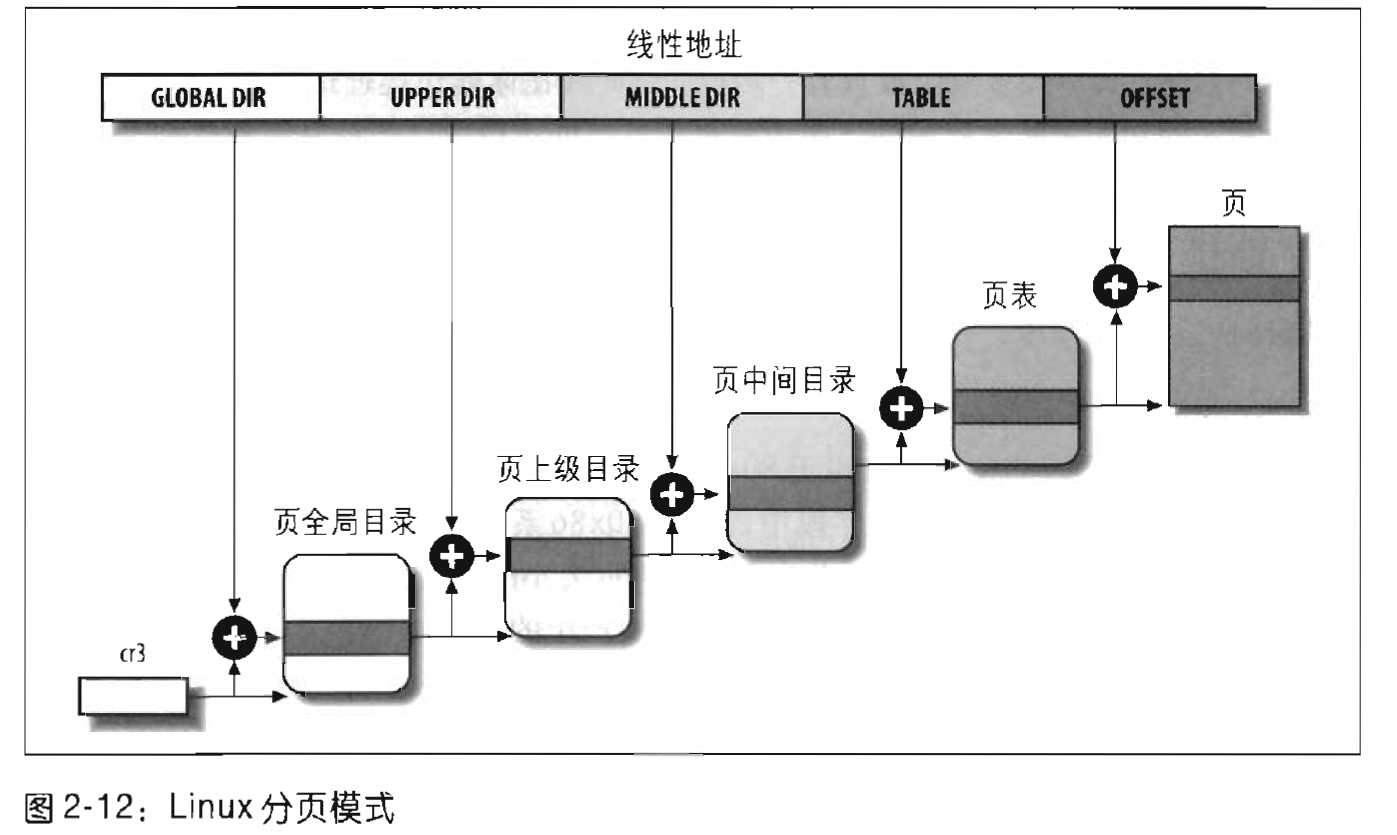 线性地址
GLOBAL DIR UPPER DIR MIDDLE DIR TABLE OFFSET
页
页表
页中间目录
页上级目录
页全局目录
cr3
图 2-12：Linux 分页模式